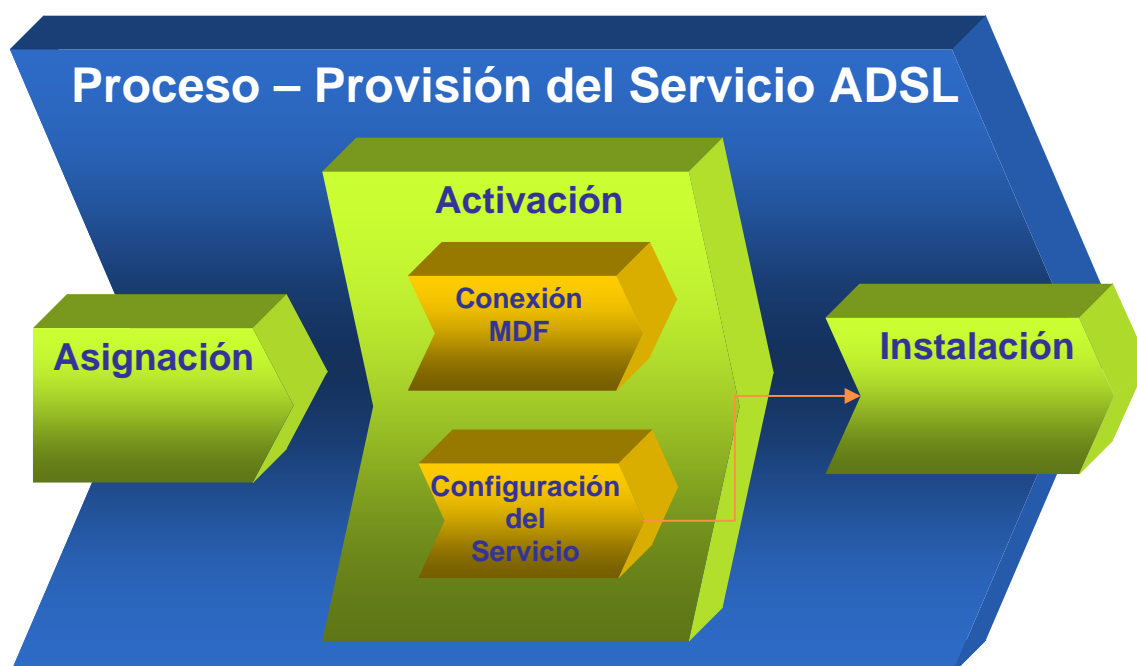 Proceso – Provisión del Servicio ADSL
Asignación
Activación
Conexión
MDF
Configuración
del
Servicio
Instalación